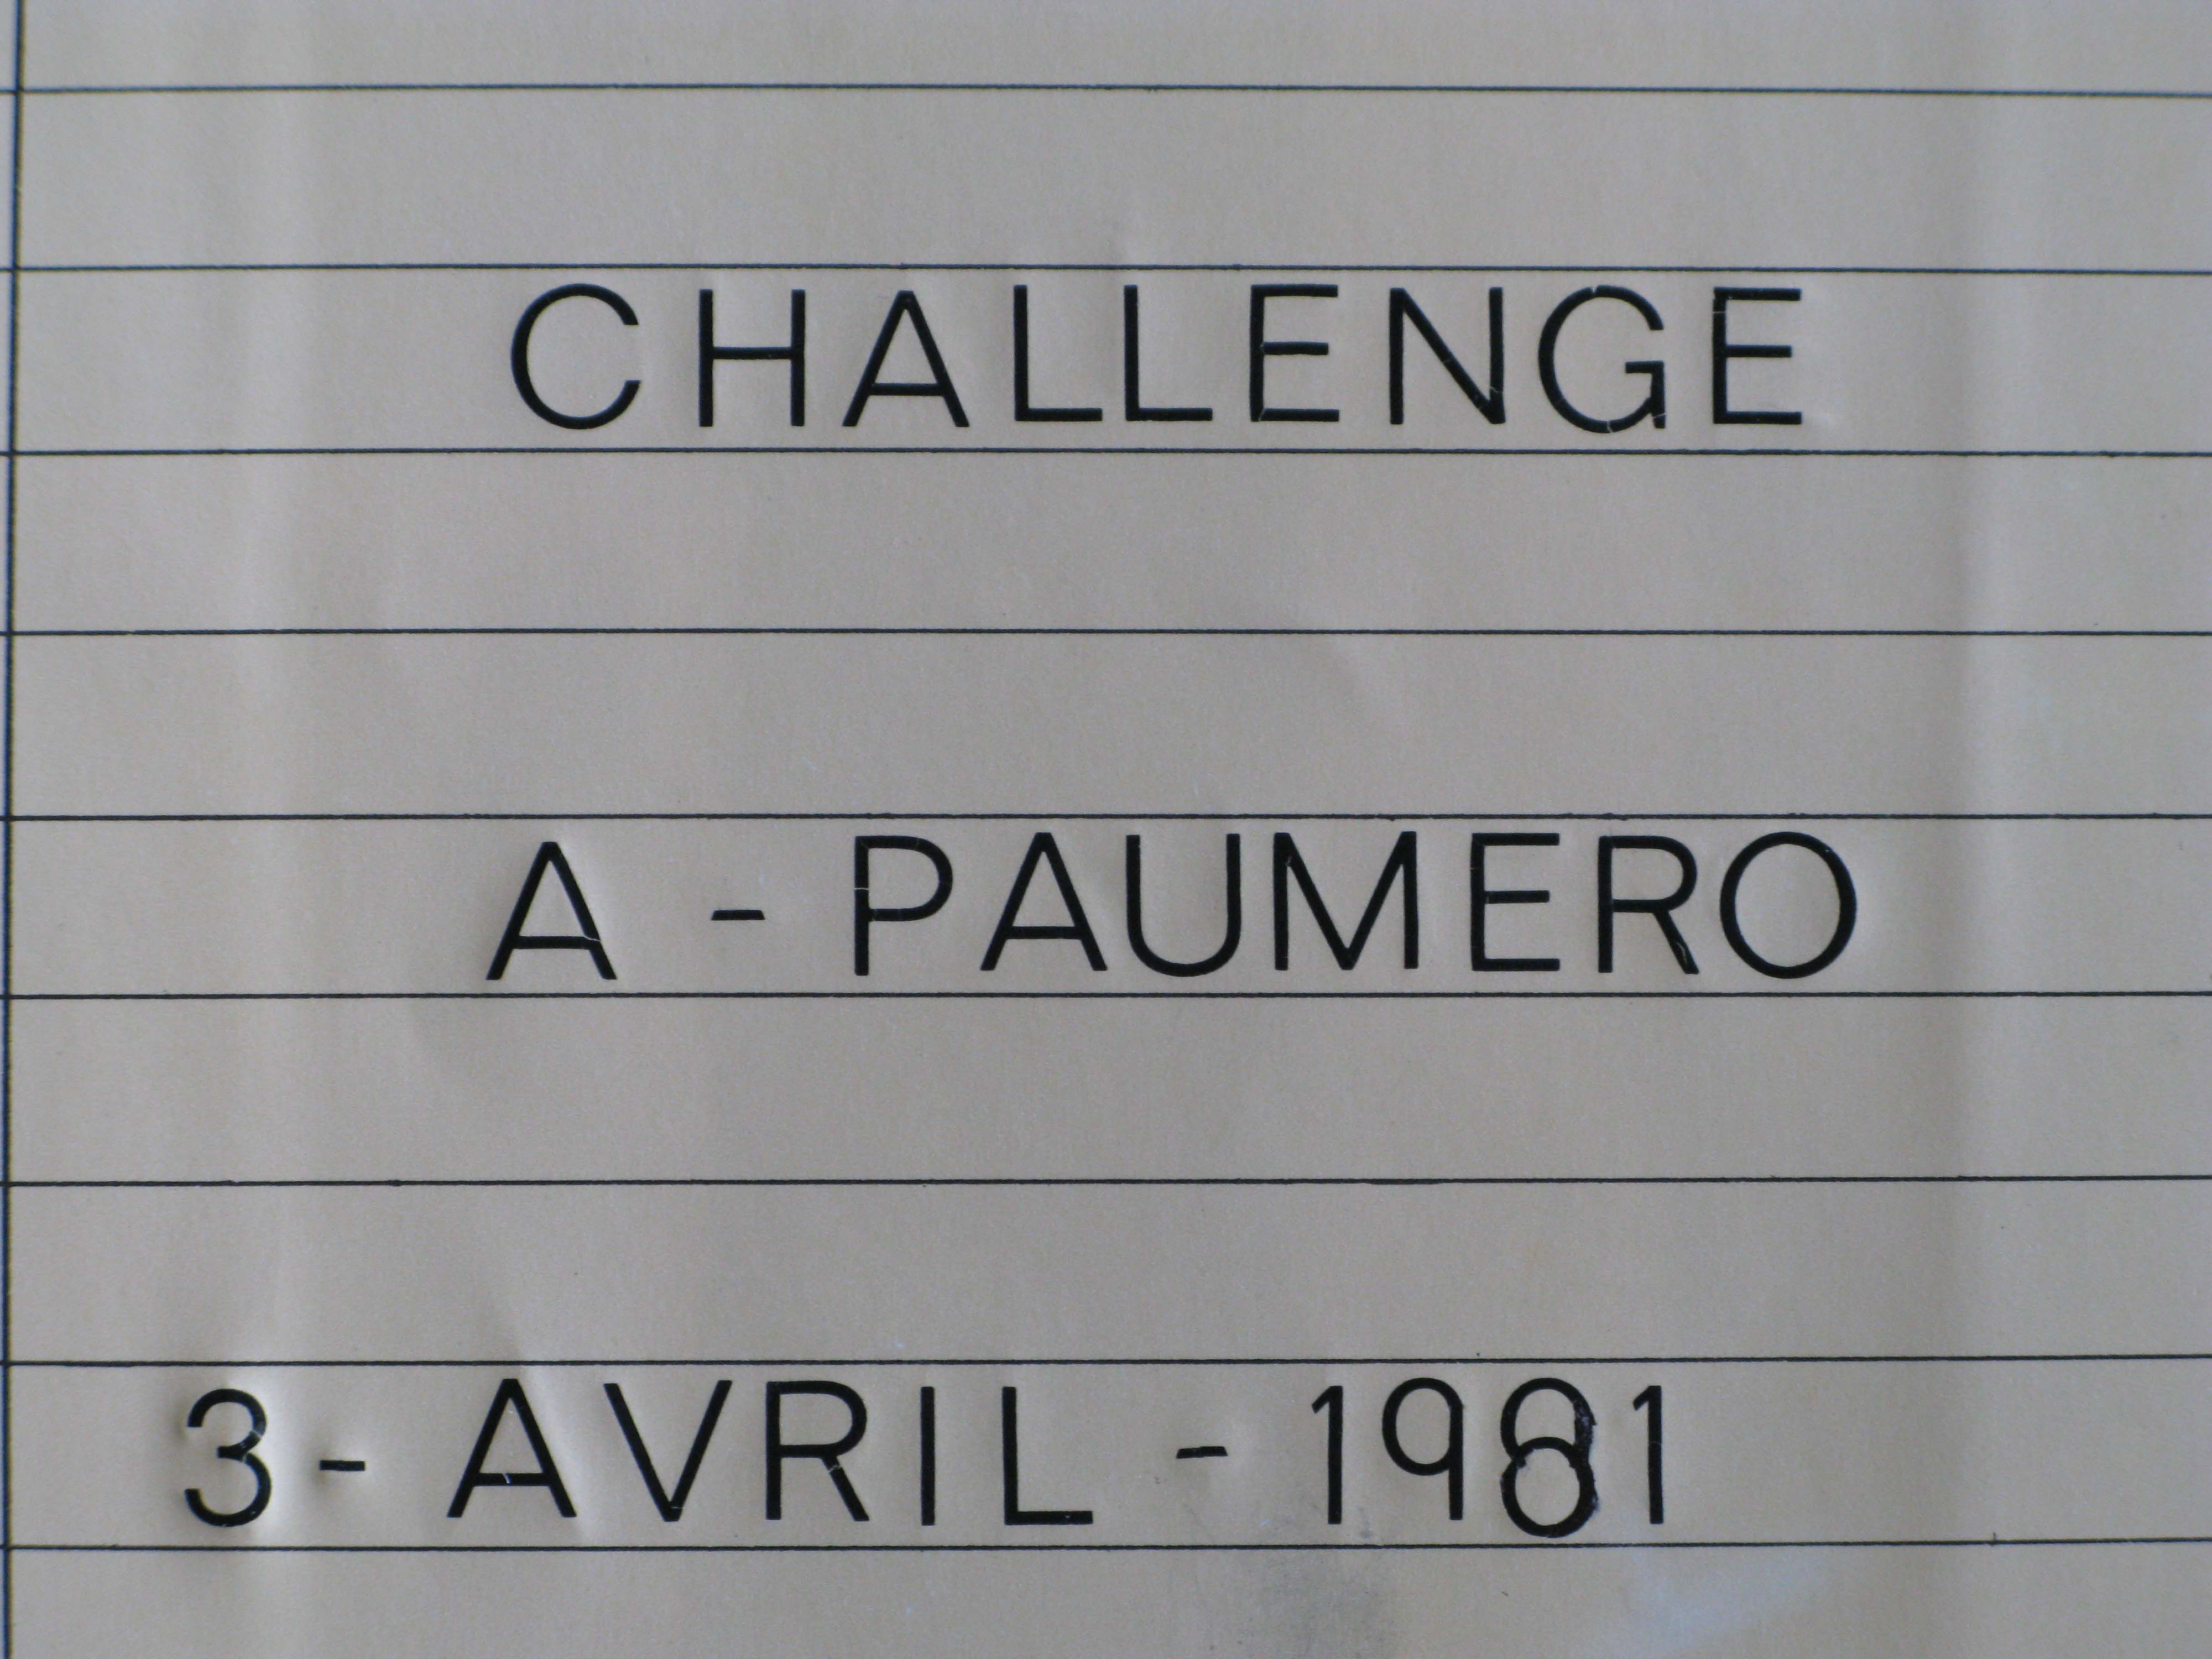 CHALLENGE
A - PAUMERO
3 - AVRIL - 1981